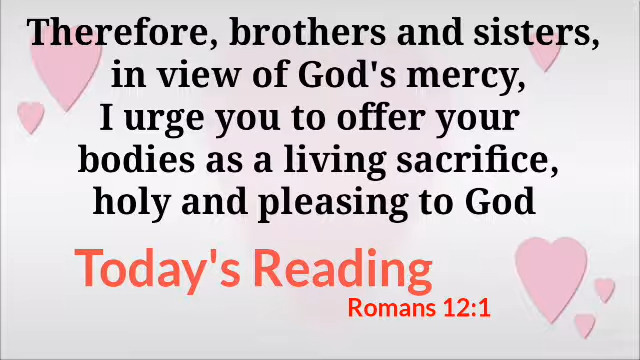 Therefore, brothers and sisters,
in view of God's mercy,
I urge you to offer your
bodies as a living sacrifice,
holy and pleasing to God
Today's Reading
Romans 12:1